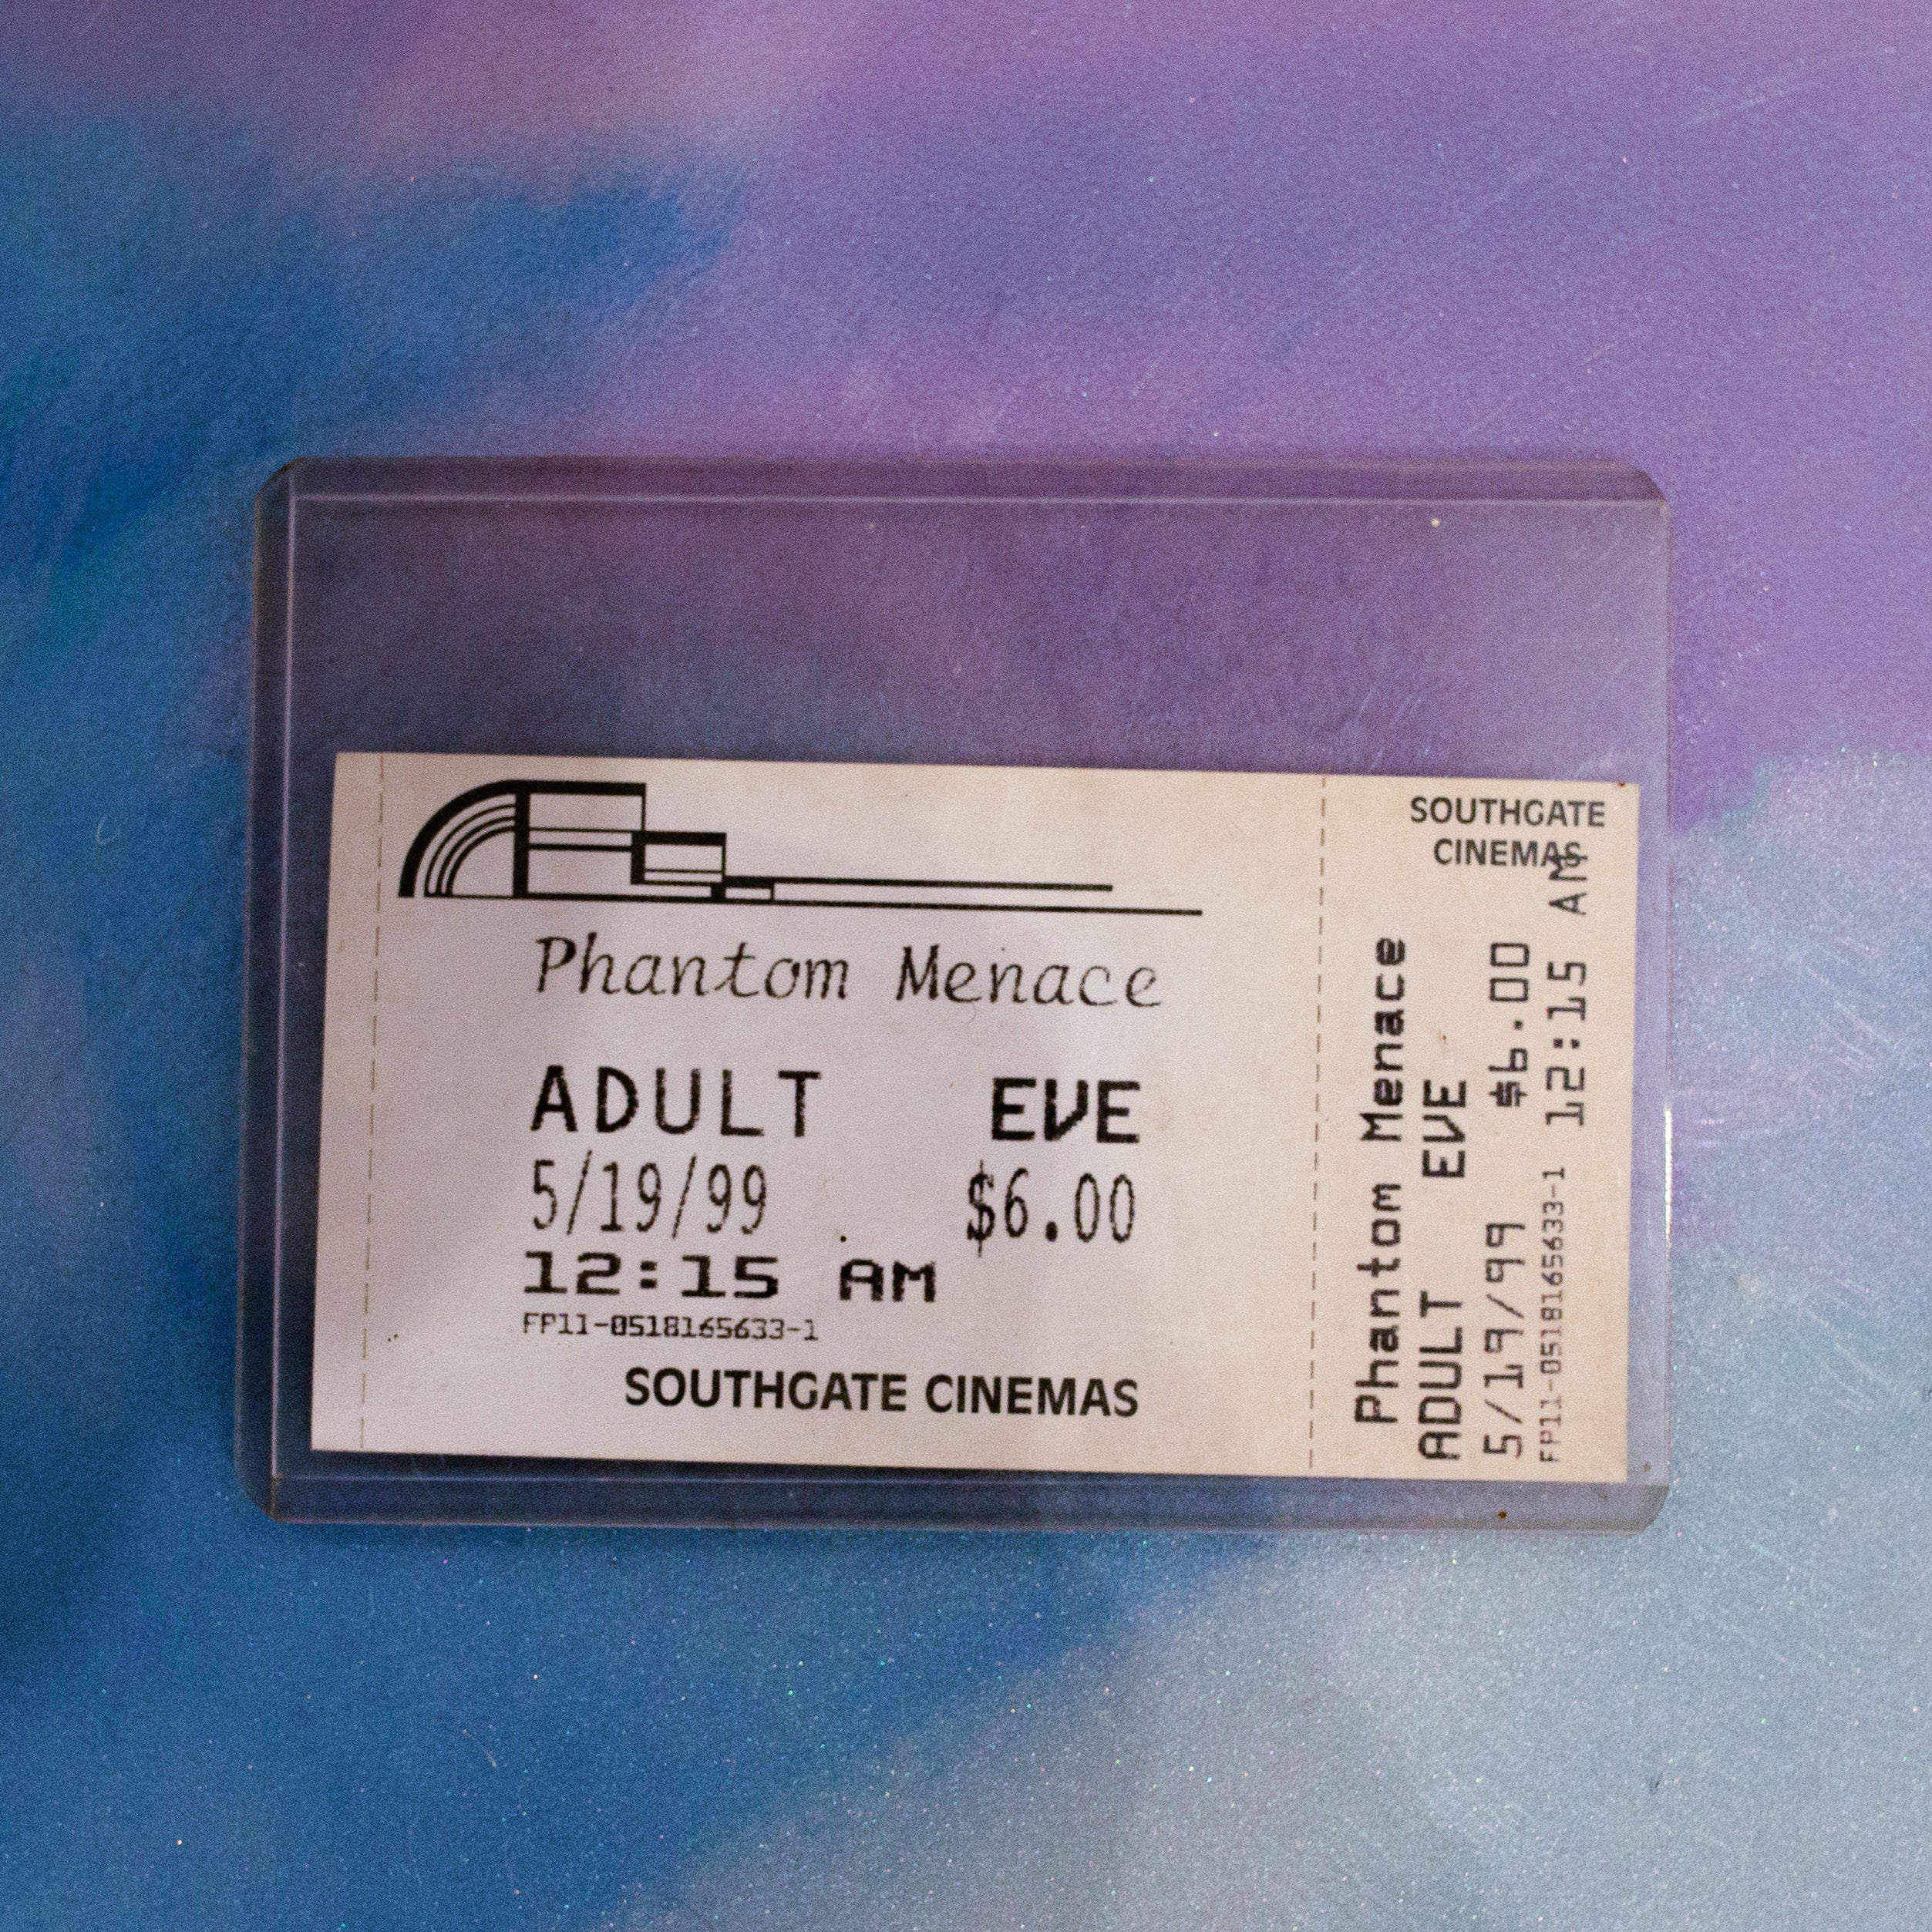 Phantom Menace
ADULT EVE
5/19/99 $6.00
12:15 AM
FP11-0518165633-1
SOUTHGATE CINEMAS
SOUTHGATE
CINEMAS
Phantom Menace
ADULT EVE
5/19/99 $6.00
FP11-0518165633-1 12:15 AM